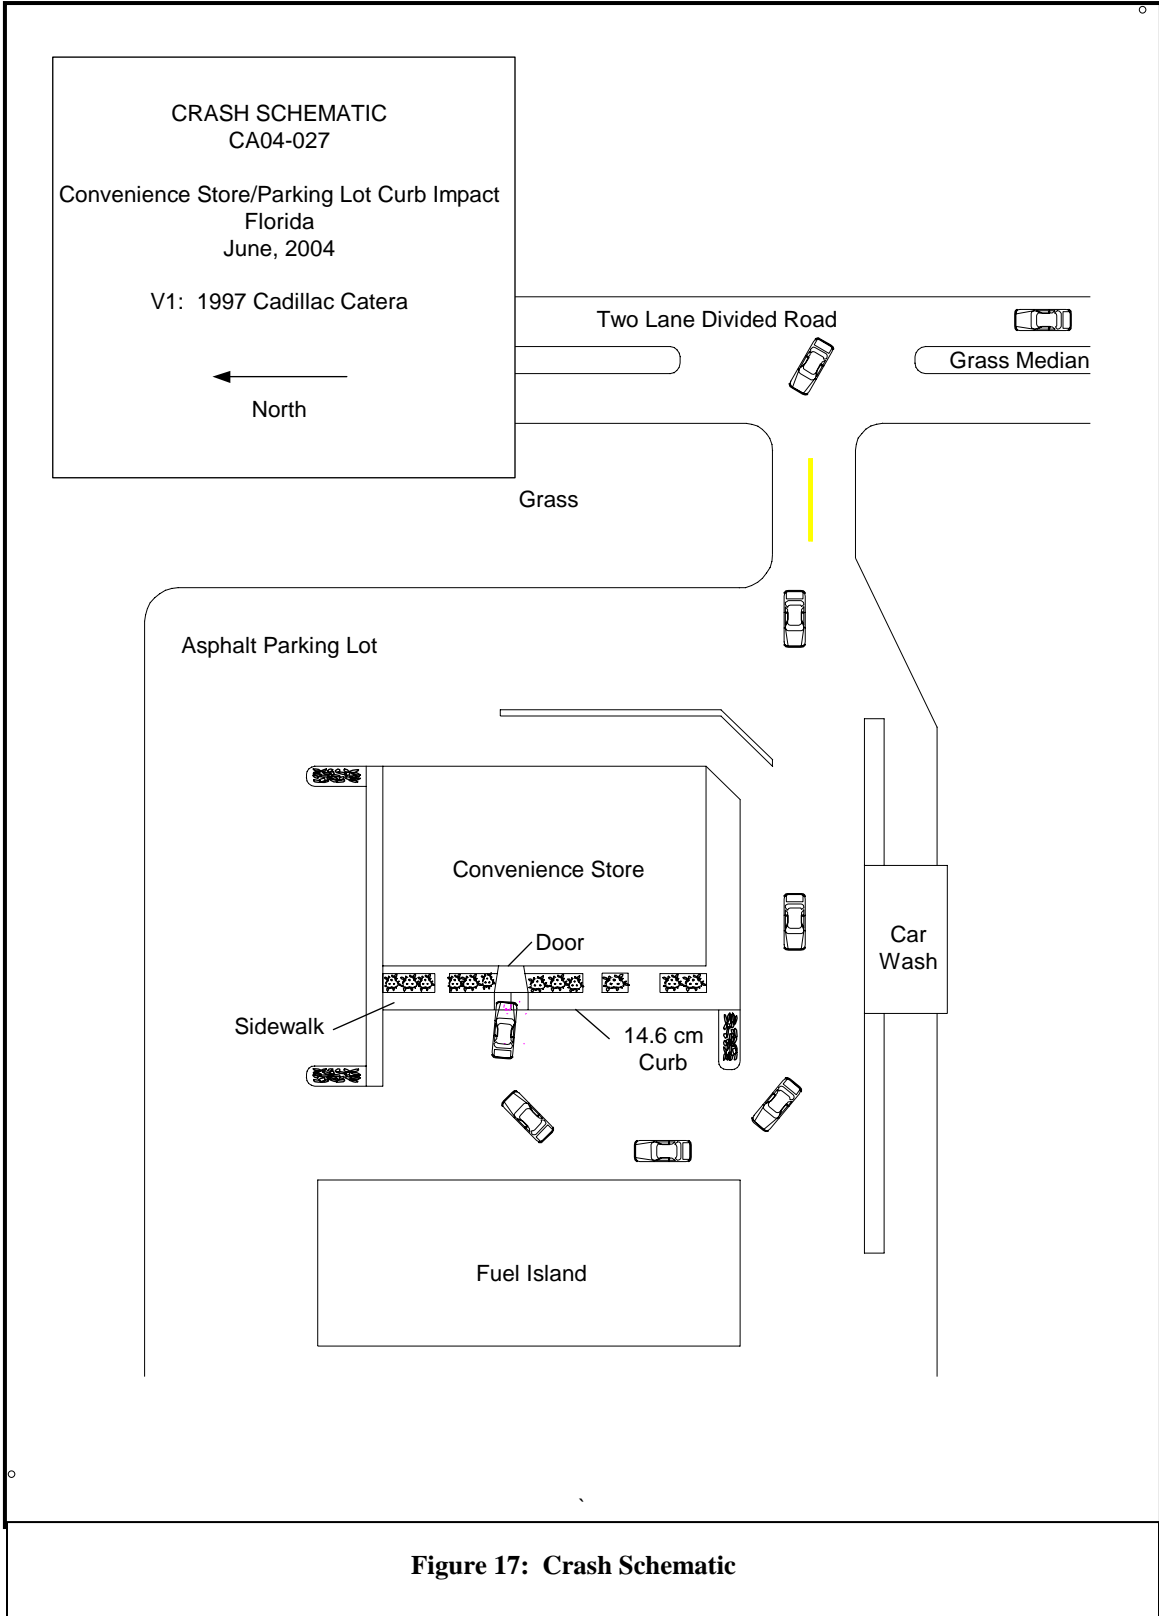 CRASH SCHEMATIC
CA04-027
Convenience Store/Parking Lot Curb Impact
Florida
June, 2004
V1:  1997 Cadillac Catera
North
Two Lane Divided Road
Grass Median
Grass
Asphalt Parking Lot
Convenience Store
Door
Car
Wash
Sidewalk
14.6 cm
Curb
Fuel Island
Figure 17:  Crash Schematic